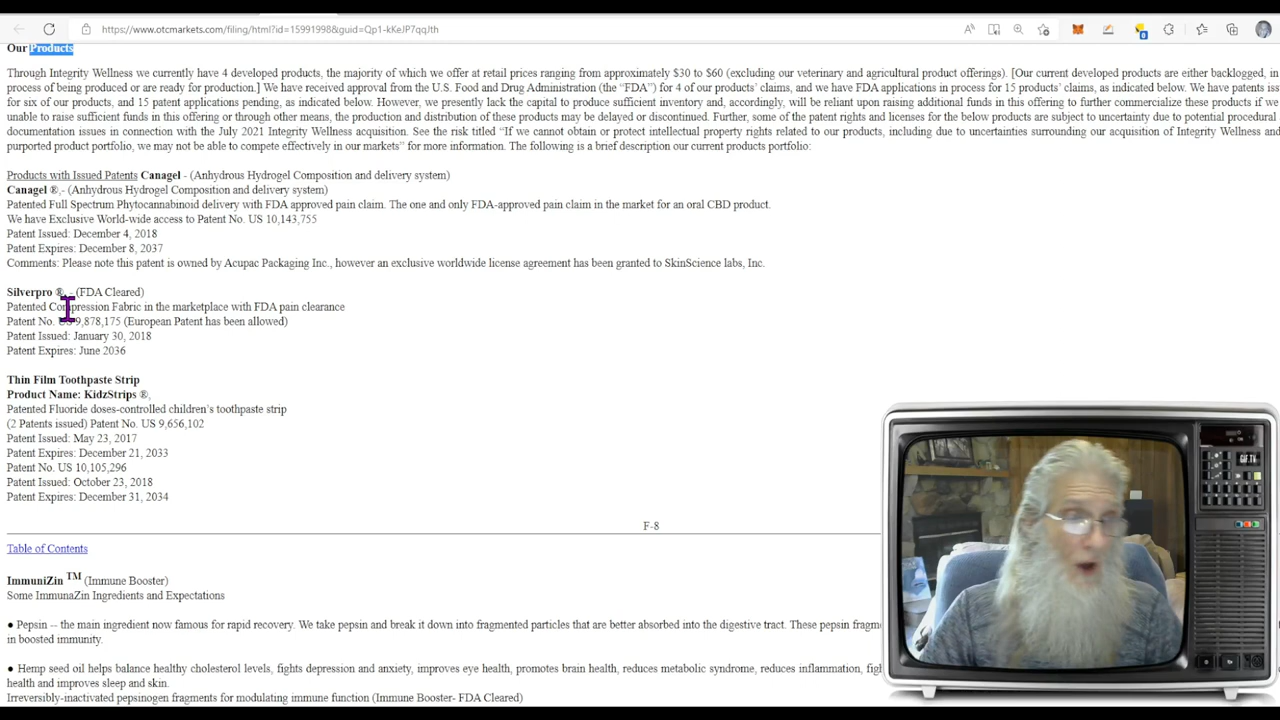 https://www.otcmarkets.com/filing/html?id=15991998&guid=Qp1-kKeJP7qqJtth
Our Products
Through Integrity Wellness we currently have 4 developed products, the majority of which we offer at retail prices ranging from approximately $30 to $60 (excluding our veterinary and agricultural product offerings). [Our current developed products are either backlogged, in
process of being produced or are ready for production.] We have received approval from the U.S. Food and Drug Administration (the “FDA”) for 4 of our products’ claims, and we have FDA applications in process for 15 products’ claims, as indicated below. We have patents iss
for six of our products, and 15 patent applications pending, as indicated below. However, we presently lack the capital to produce sufficient inventory and, accordingly, will be reliant upon raising additional funds in this offering to further commercialize these products if we
unable to raise sufficient funds in this offering or through other means, the production and distribution of these products may be delayed or discontinued. Further, some of the patent rights and licenses for the below products are subject to uncertainty due to potential procedural
documentation issues in connection with the July 2021 Integrity Wellness acquisition. See the risk titled “If we cannot obtain or protect intellectual property rights related to our products, including due to uncertainties surrounding our acquisition of Integrity Wellness and
purported product portfolio, we may not be able to compete effectively in our markets” for more information. The following is a brief description our current products portfolio:
Products with Issued Patents Canagel - (Anhydrous Hydrogel Composition and delivery system)
Canagel ®,- (Anhydrous Hydrogel Composition and delivery system)
Patented Full Spectrum Phytocannabinoid delivery with FDA approved pain claim. The one and only FDA-approved pain claim in the market for an oral CBD product.
We have Exclusive World-wide access to Patent No. US 10,143,755
Patent Issued: December 4, 2018
Patent Expires: December 8, 2037
Comments: Please note this patent is owned by Acupac Packaging Inc., however an exclusive worldwide license agreement has been granted to SkinScience labs, Inc.
Silverpro ®, - (FDA Cleared)
Patented Compression Fabric in the marketplace with FDA pain clearance
Patent No. US 9,878,175 (European Patent has been allowed)
Patent Issued: January 30, 2018
Patent Expires: June 2036
Thin Film Toothpaste Strip
Product Name: KidzStrips ®,
Patented Fluoride doses-controlled children’s toothpaste strip
(2 Patents issued) Patent No. US 9,656,102
Patent Issued: May 23, 2017
Patent Expires: December 21, 2033
Patent No. US 10,105,296
Patent Issued: October 23, 2018
Patent Expires: December 31, 2034
F-8
Table of Contents
ImmuniZin TM (Immune Booster)
Some ImmunaZin Ingredients and Expectations
● Pepsin -- the main ingredient now famous for rapid recovery. We take pepsin and break it down into fragmented particles that are better absorbed into the digestive tract. These pepsin fragme
in boosted immunity.
● Hemp seed oil helps balance healthy cholesterol levels, fights depression and anxiety, improves eye health, promotes brain health, reduces metabolic syndrome, reduces inflammation, figh
health and improves sleep and skin.
Irreversibly-inactivated pepsinogen fragments for modulating immune function (Immune Booster- FDA Cleared)
GIF.TV